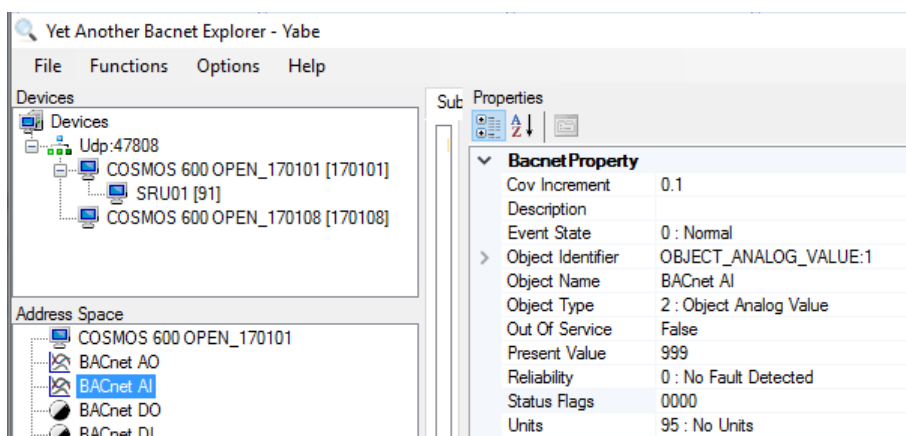 Yet Another Bacnet Explorer - Yabe
File Functions Options Help
Devices
Devices
Udp:47808
COSMOS 600 OPEN_170101 [170101]
SRU01 [91]
COSMOS 600 OPEN_170108 [170108]
Address Space
COSMOS 600 OPEN_170101
BACnet AO
BACnet AI
BACnet DO
BACnet DI
Sub
Properties
BacnetProperty
Cov Increment 0.1
Description
Event State 0 : Normal
Object Identifier OBJECT_ANALOG_VALUE:1
Object Name BACnet AI
Object Type 2 : Object Analog Value
Out Of Service False
Present Value 999
Reliability 0 : No Fault Detected
Status Flags 0000
Units 95 : No Units